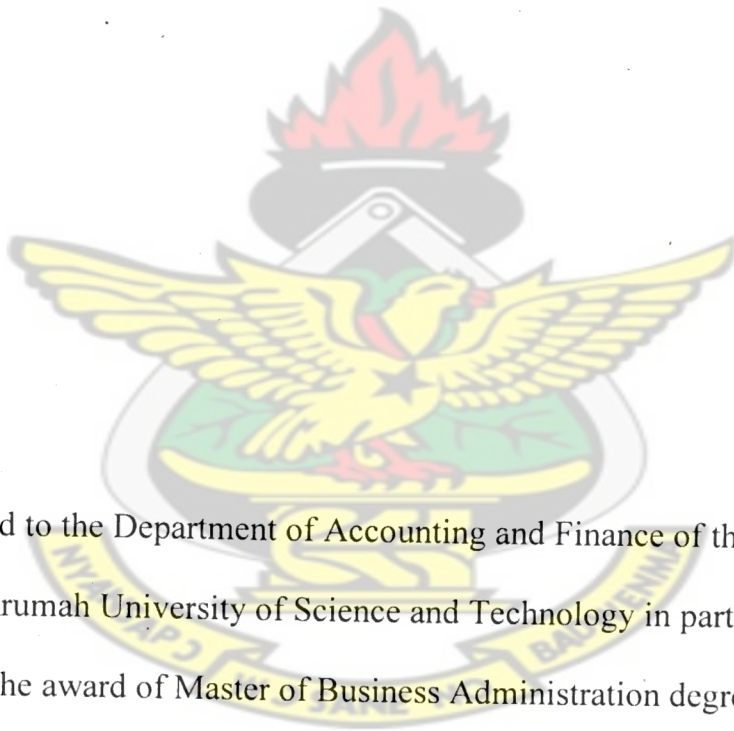 d to the Department of Accounting and Finance of th
rumah University of Science and Technology in part
he award of Master of Business Administration degre